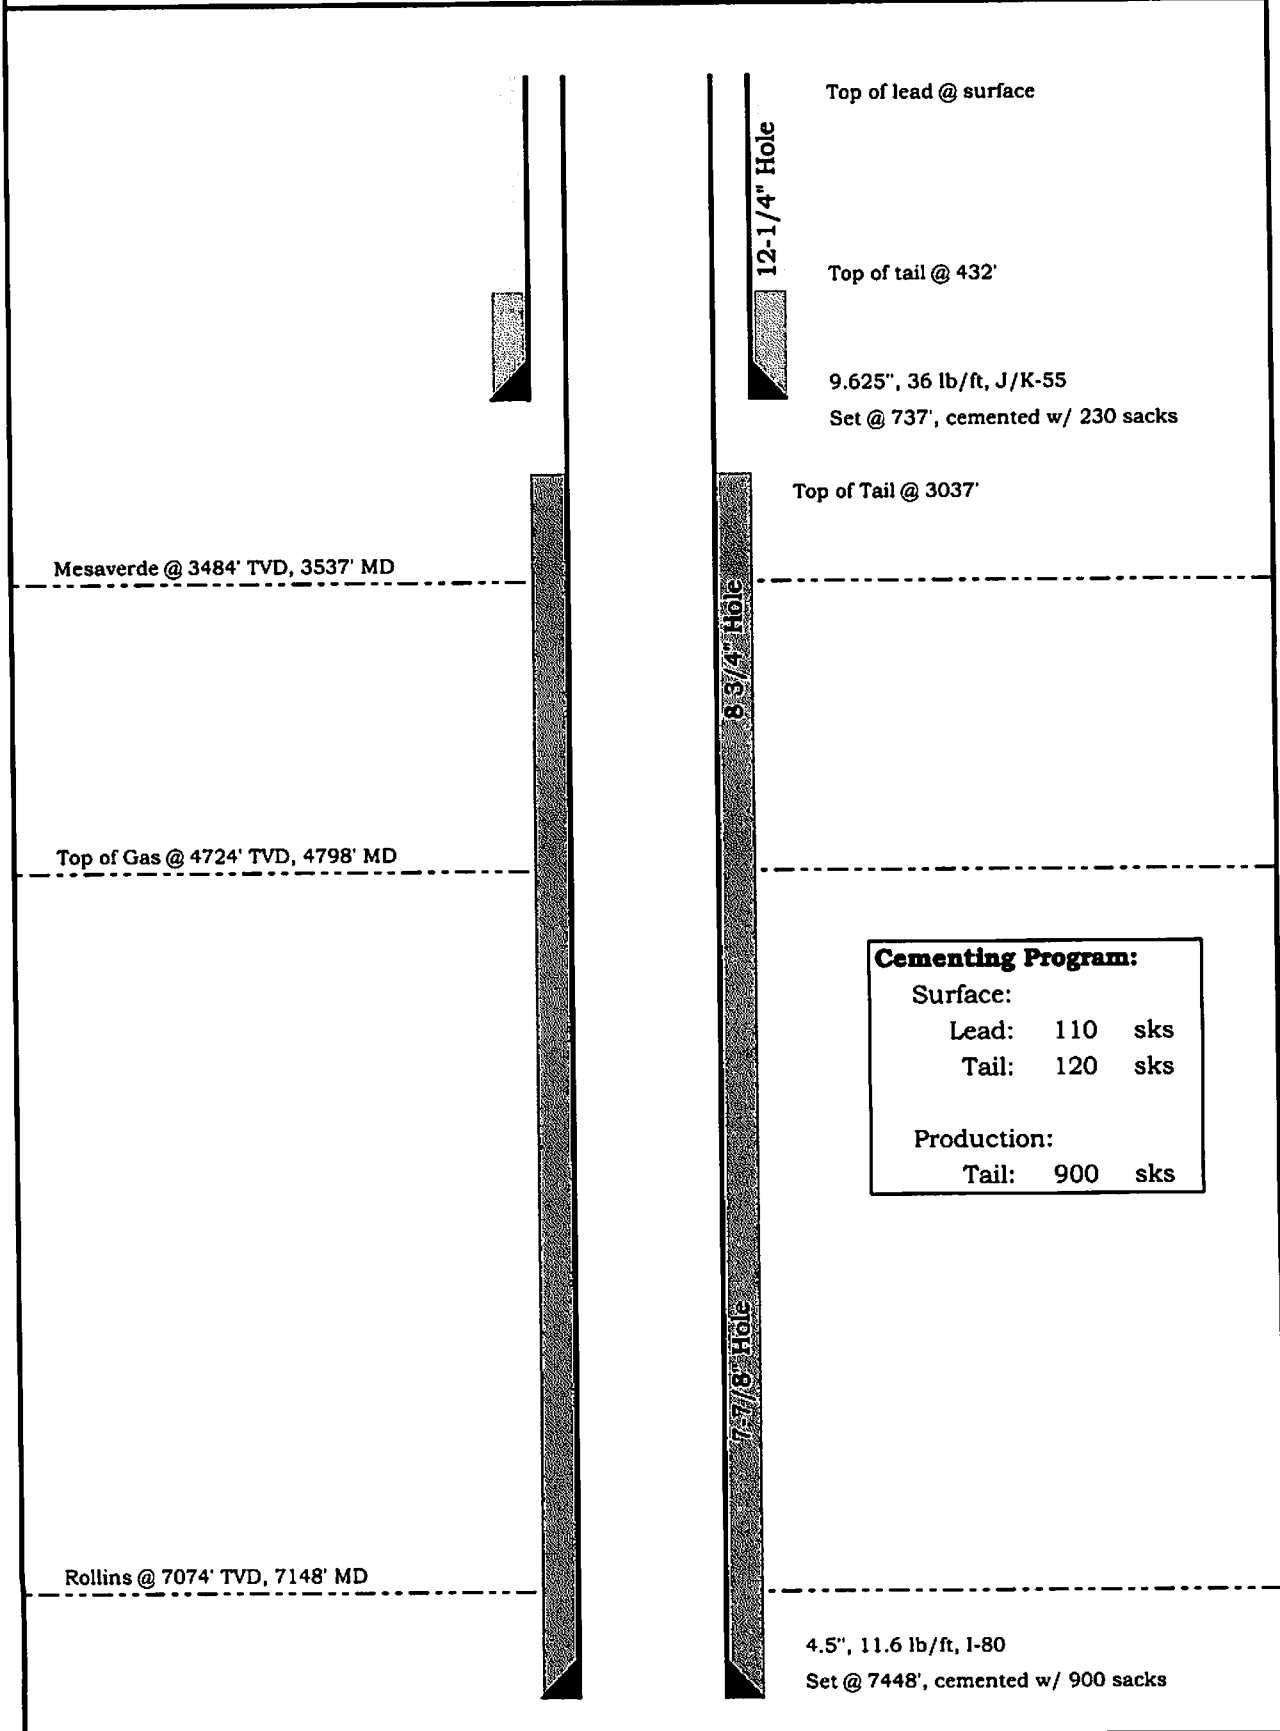 Top of lead @ surface
12-1/4" Hole
Top of tail @ 432'
9.625", 36 lb/ft, J/K-55
Set @ 737', cemented w/ 230 sacks
Top of Tail @ 3037'
Mesaverde @ 3484' TVD, 3537' MD
8 3/4" Hole
Top of Gas @ 4724' TVD, 4798' MD
Cementing Program:
Surface:
Lead: 110 sks
Tail: 120 sks
Production:
Tail: 900 sks
7-7/8" Hole
Rollins @ 7074' TVD, 7148' MD
4.5", 11.6 lb/ft, I-80
Set @ 7448', cemented w/ 900 sacks